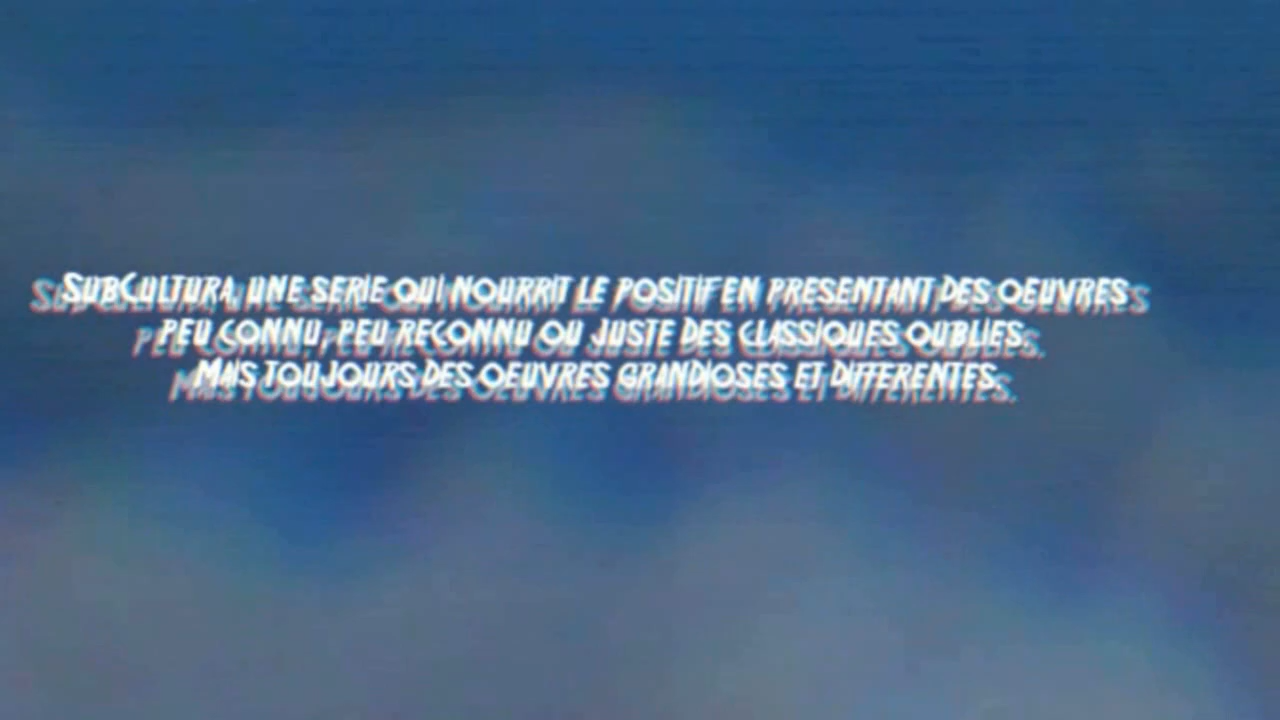 SUBCULTURA, UNE SERIE QUI NOURRIT LE POSITIF EN PRESENTANT DES OEUVRES
PEU CONNU, PEU RECONNU OU JUSTE DES CLASSIQUES OUBLIES.
MAIS TOUJOURS DES OEUVRES GRANDIOSES ET DIFFERENTES.